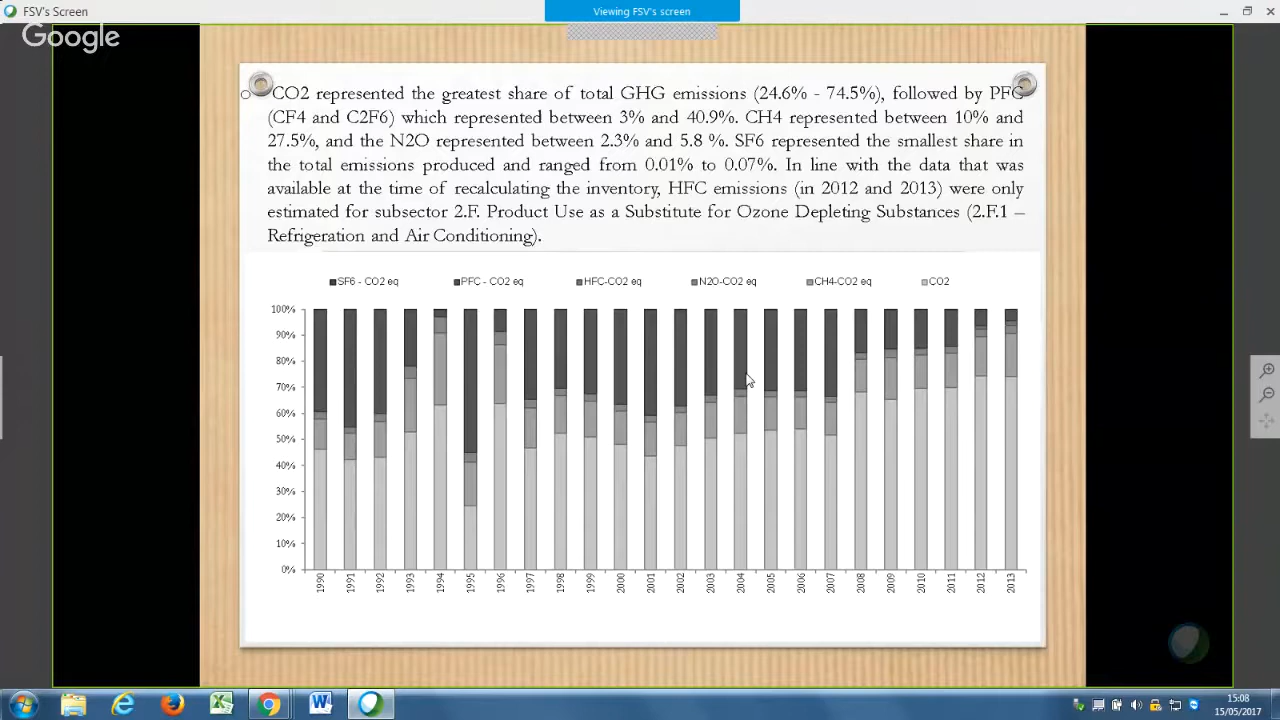 FSV's Screen
Viewing FSV's screen
Google
CO2 represented the greatest share of total GHG emissions (24.6% - 74.5%), followed by PFC
(CF4 and C2F6) which represented between 3% and 40.9%. CH4 represented between 10% and
27.5%, and the N2O represented between 2.3% and 5.8 %. SF6 represented the smallest share in
the total emissions produced and ranged from 0.01% to 0.07%. In line with the data that was
available at the time of recalculating the inventory, HFC emissions (in 2012 and 2013) were only
estimated for subsector 2.F. Product Use as a Substitute for Ozone Depleting Substances (2.F.1 –
Refrigeration and Air Conditioning).
SF6 - CO2 eq PFC - CO2 eq HFC-CO2 eq N2O-CO2 eq CH4-CO2 eq CO2
100%
90%
80%
70%
60%
50%
40%
30%
20%
10%
0%
1990 1991 1992 1993 1994 1995 1996 1997 1998 1999 2000 2001 2002 2003 2004 2005 2006 2007 2008 2009 2010 2011 2012 2013
15:08
15/05/2017